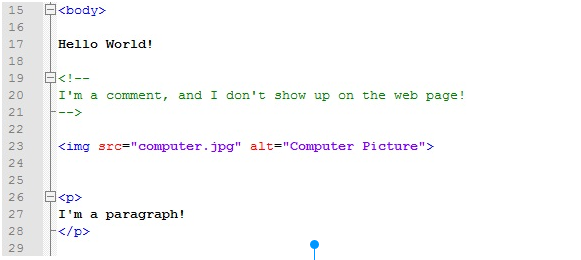 15 <body>
16
17 Hello World!
18
19 <!--
20 I'm a comment, and I don't show up on the web page!
21 -->
22
23 <img src="computer.jpg" alt="Computer Picture">
24
25
26 <p>
27 I'm a paragraph!
28 </p>
29